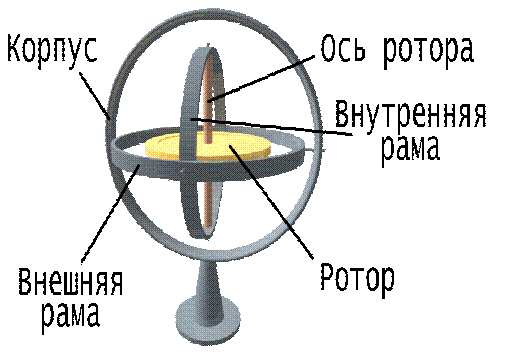 Корпус
Ось ротора
Внутренняя
рама
Внешняя
рама
Ротор